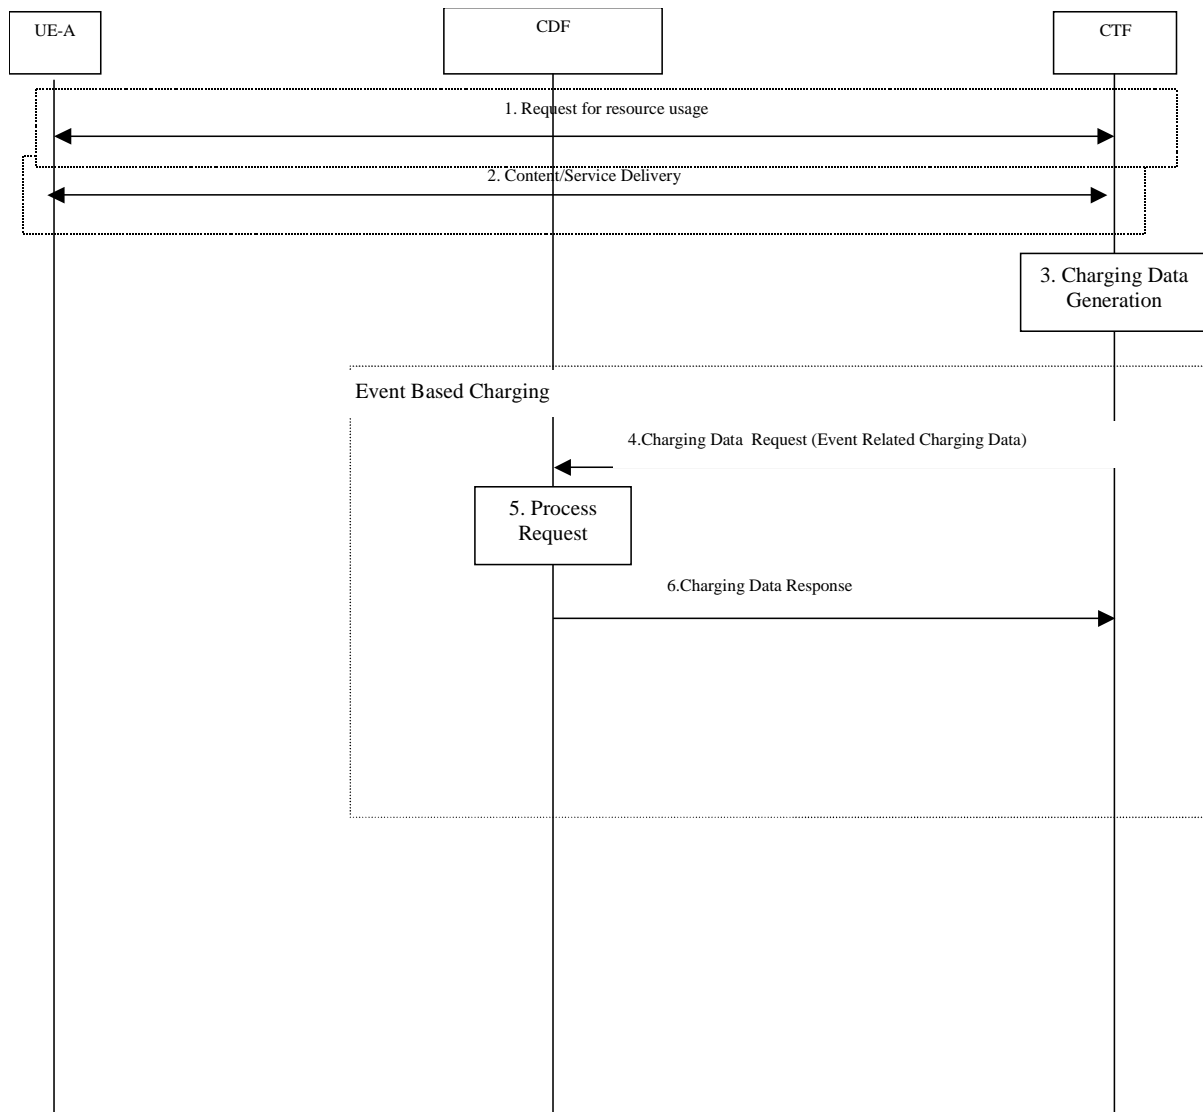 UE-A
CDF
CTF
1. Request for resource usage
2. Content/Service Delivery
3. Charging Data
Generation
Event Based Charging
4.Charging Data  Request (Event Related Charging Data)
5. Process
Request
6.Charging Data Response